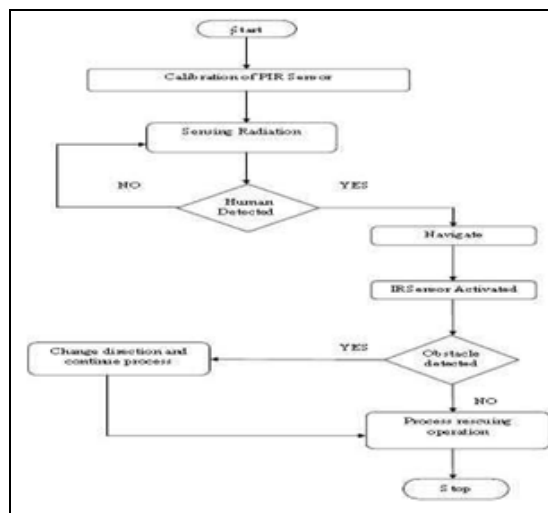 Start
Calibration of PIR Sensor
Sensing Radiation
NO
YES
Human
Detected
Navigate
IR Sensor Activated
Change direction and
continue process
YES
Obstacle
detected
NO
Process rescuing
operation
Stop